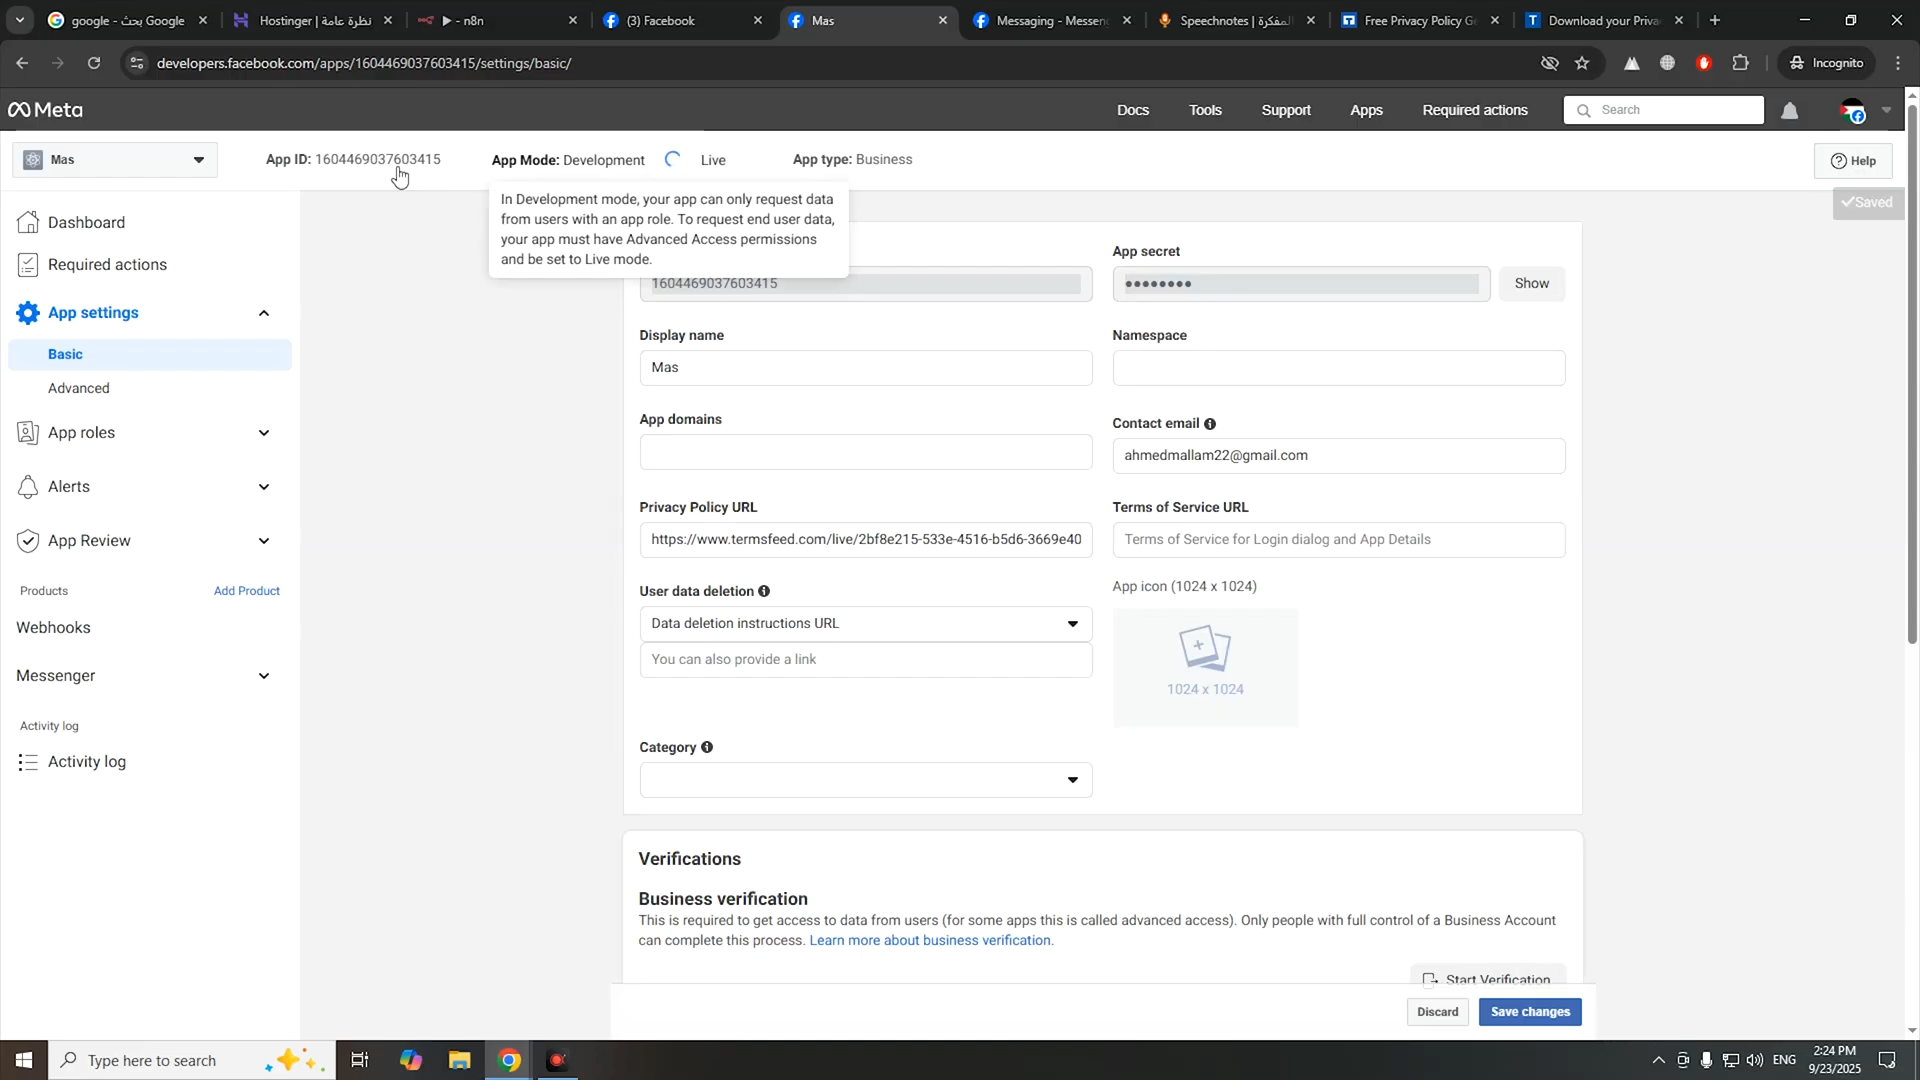 google - بحث Google
Hostinger | نظرة عامة
▶ - n8n
(3) Facebook
Mas
Messaging - Messen
Speechnotes | المفكرة
Free Privacy Policy Ge
Download your Priva
developers.facebook.com/apps/1604469037603415/settings/basic/
Incognito
Meta
Docs
Tools
Support
Apps
Required actions
Search
Mas
App ID: 1604469037603415
App Mode: Development
Live
App type: Business
Help
In Development mode, your app can only request data
from users with an app role. To request end user data,
your app must have Advanced Access permissions
and be set to Live mode.
Saved
Dashboard
Required actions
App settings
Basic
Advanced
App roles
Alerts
App Review
Products
Add Product
Webhooks
Messenger
Activity log
Activity log
1604469037603415
App secret
••••••••
Show
Display name
Mas
Namespace
App domains
Contact email
ahmedmallam22@gmail.com
Privacy Policy URL
https://www.termsfeed.com/live/2bf8e215-533e-4516-b5d6-3669e40
Terms of Service URL
Terms of Service for Login dialog and App Details
User data deletion
Data deletion instructions URL
You can also provide a link
App icon (1024 x 1024)
1024 x 1024
Category
Verifications
Business verification
This is required to get access to data from users (for some apps this is called advanced access). Only people with full control of a Business Account
can complete this process. Learn more about business verification.
Start Verification
Discard
Save changes
Type here to search
ENG
2:24 PM
9/23/2025